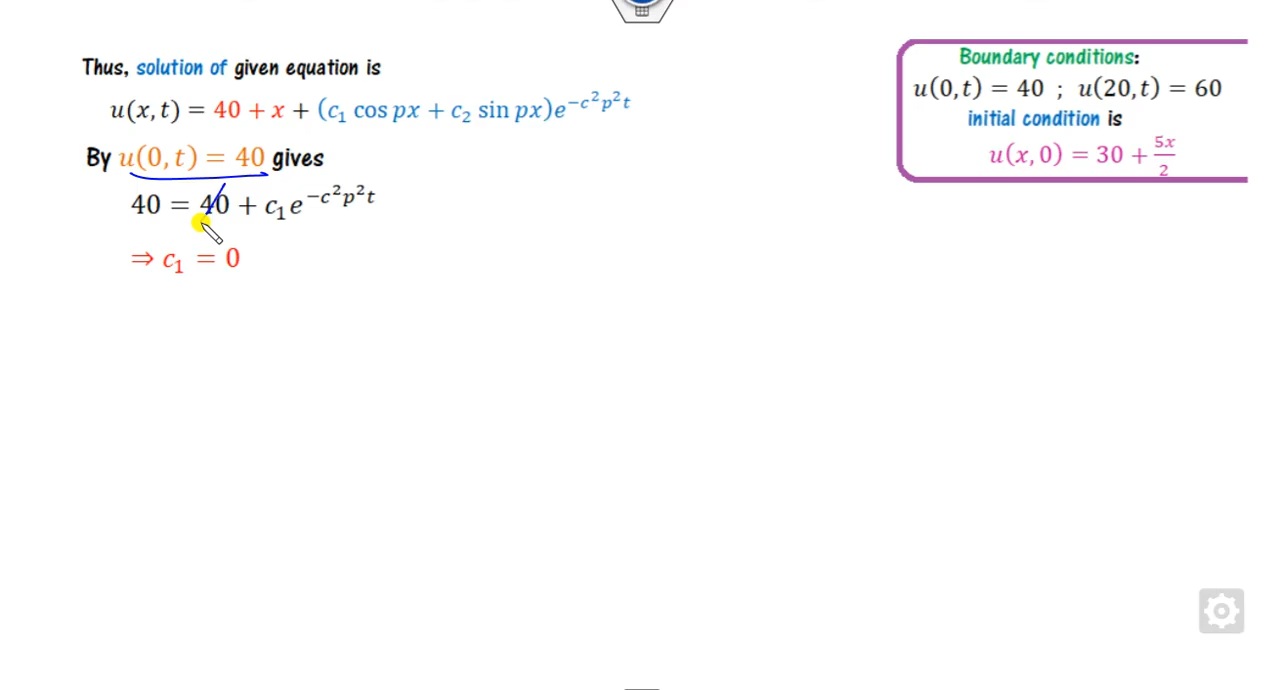 Thus, solution of given equation is
u(x, t) = 40 + x + (c₁ cos px + c₂ sin px)e^{−c²p²t}
By u(0, t) = 40 gives
40 = 40 + c₁e^{−c²p²t}
⇒ c₁ = 0
Boundary conditions:
u(0, t) = 40 ; u(20, t) = 60
initial condition is
u(x, 0) = 30 + 5x/2